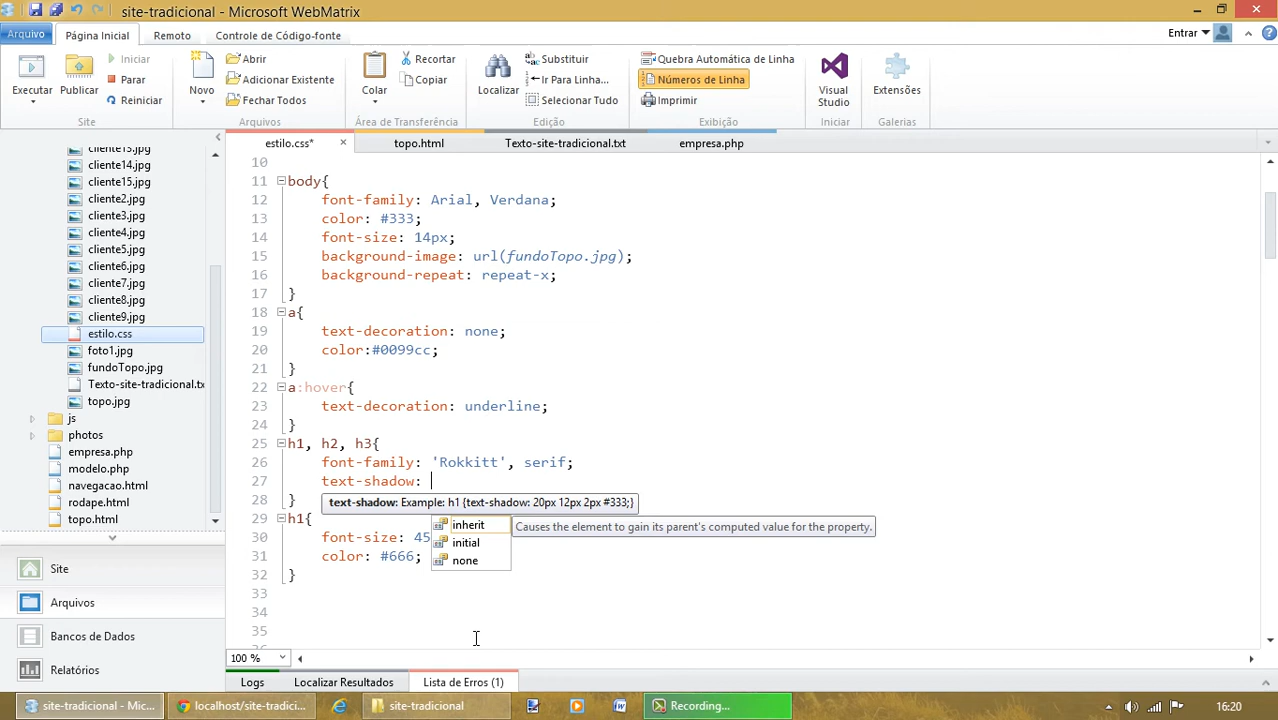 site-tradicional - Microsoft WebMatrix
Arquivo Página Inicial Remoto Controle de Código-fonte Entrar
Executar Publicar Iniciar Parar Reiniciar
Novo Abrir Adicionar Existente Fechar Todos
Colar Recortar Copiar
Localizar Substituir Ir Para Linha... Selecionar Tudo
Quebra Automática de Linha Números de Linha Imprimir
Visual Studio Extensões
Site Arquivos Área de Transferência Edição Exibição Iniciar Galerias
estilo.css* topo.html Texto-site-tradicional.txt empresa.php
cliente13.jpg
cliente14.jpg
cliente15.jpg
cliente2.jpg
cliente3.jpg
cliente4.jpg
cliente5.jpg
cliente6.jpg
cliente7.jpg
cliente8.jpg
cliente9.jpg
estilo.css
foto1.jpg
fundoTopo.jpg
Texto-site-tradicional.tx
topo.jpg
js
photos
empresa.php
modelo.php
navegacao.html
rodape.html
topo.html
Site
Arquivos
Bancos de Dados
Relatórios
10
11 body{
12 font-family: Arial, Verdana;
13 color: #333;
14 font-size: 14px;
15 background-image: url(fundoTopo.jpg);
16 background-repeat: repeat-x;
17 }
18 a{
19 text-decoration: none;
20 color:#0099cc;
21 }
22 a:hover{
23 text-decoration: underline;
24 }
25 h1, h2, h3{
26 font-family: 'Rokkitt', serif;
27 text-shadow:
28 } text-shadow: Example: h1 {text-shadow: 20px 12px 2px #333;}
29 h1{ inherit Causes the element to gain its parent's computed value for the property.
30 font-size: 45 initial
31 color: #666; none
32 }
33
34
35
100 %
Logs Localizar Resultados Lista de Erros (1)
site-tradicional - Mic... localhost/site-tradici... site-tradicional Recording... 16:20